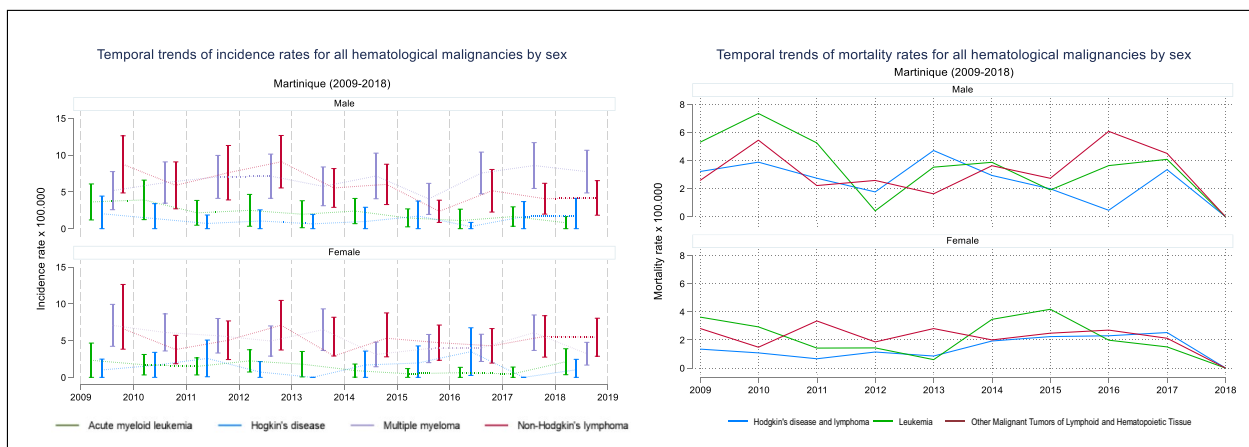 Temporal trends of incidence rates for all hematological malignancies by sex
Martinique (2009-2018)
Male
15
10
5
0
Female
15
10
5
0
Incidence rate x 100.000
2009 2010 2011 2012 2013 2014 2015 2016 2017 2018 2019
Acute myeloid leukemia Hogkin's disease Multiple myeloma Non-Hodgkin's lymphoma
Temporal trends of mortality rates for all hematological malignancies by sex
Martinique (2009-2018)
Male
8
6
4
2
0
Female
8
6
4
2
0
Mortality rate x 100.000
2009 2010 2011 2012 2013 2014 2015 2016 2017 2018
Hodgkin's disease and lymphoma Leukemia Other Malignant Tumors of Lymphoid and Hematopoietic Tissue